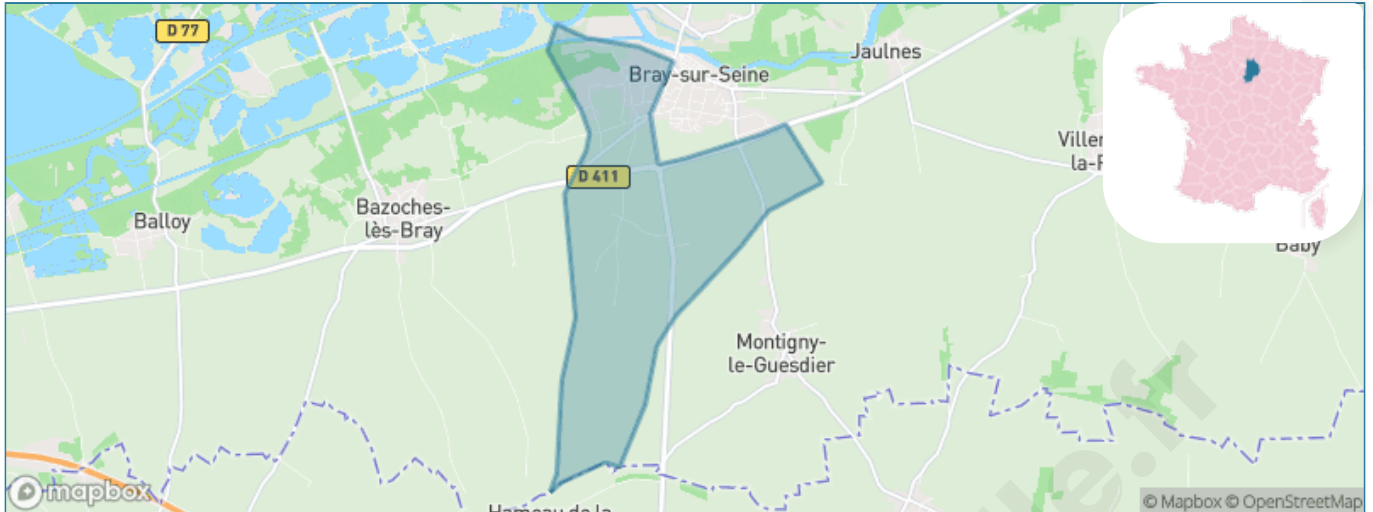 D 77
Jaulnes
Bray-sur-Seine
D 411
Bazoches-
lès-Bray
Balloy
Baby
Montigny-
le-Guesdier
mapbox
© Mapbox © OpenStreetMap